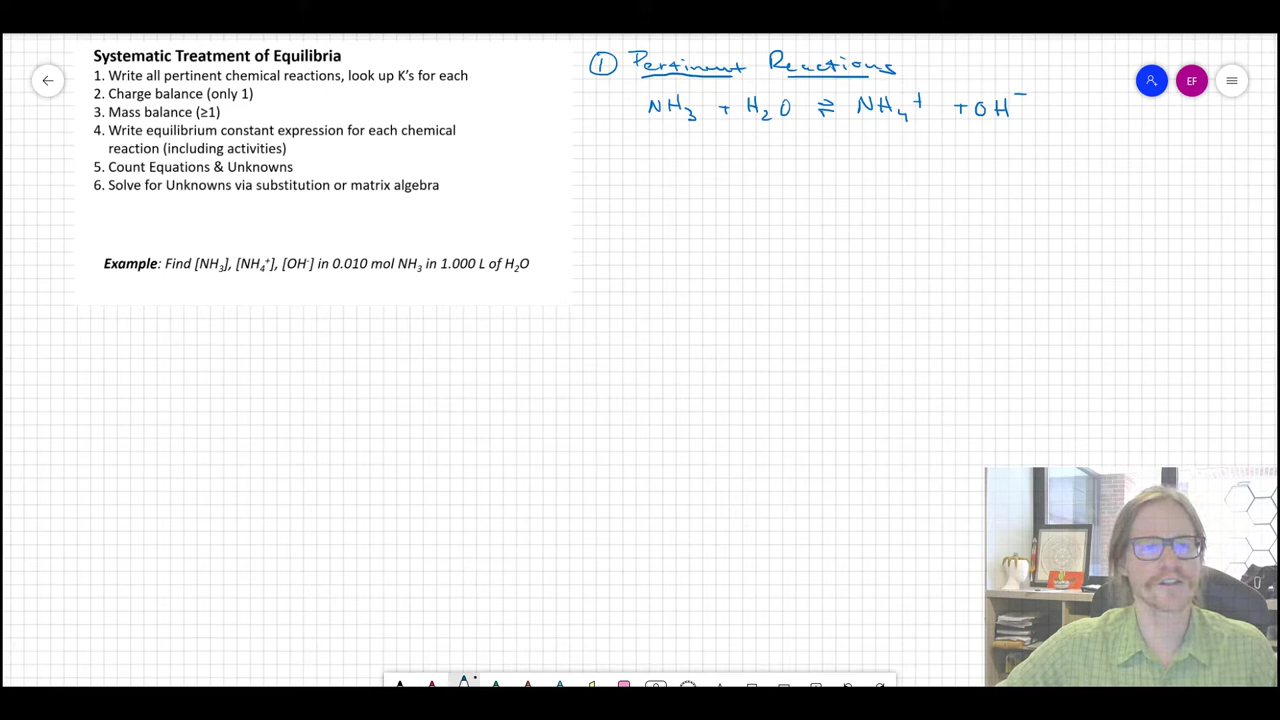 Systematic Treatment of Equilibria
1. Write all pertinent chemical reactions, look up K’s for each
2. Charge balance (only 1)
3. Mass balance (≥1)
4. Write equilibrium constant expression for each chemical
reaction (including activities)
5. Count Equations & Unknowns
6. Solve for Unknowns via substitution or matrix algebra
Example: Find [NH₃], [NH₄⁺], [OH⁻] in 0.010 mol NH₃ in 1.000 L of H₂O
① Pertinent Reactions
NH₃ + H₂O ⇌ NH₄⁺ + OH⁻
EF